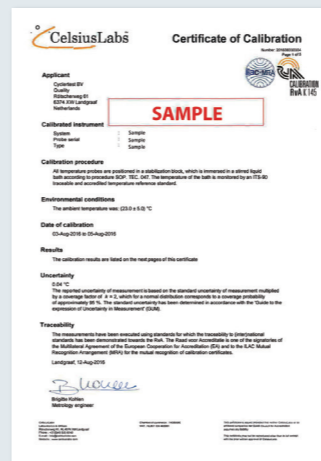 CelsiusLabs
Certificate of Calibration
Page 1 of
Applicant
Cycletest BV
Quality
6374 XW Landgraaf
Netherlands
ilac-MRA
CALIBRATION
RvA K 145
SAMPLE
Calibrated instrument
System : Sample
Probe serial : Sample
Type : Sample
Calibration procedure
All temperature probes are positioned in a stabilization block, which is immersed in a stirred liquid
bath according to procedure SOP. TEC. 047. The temperature of the bath is monitored by an ITS-90
traceable and accredited temperature reference standard.
Environmental conditions
The ambient temperature was: (23.0 ± 5.0) °C
Date of calibration
03-Aug-2016 to 05-Aug-2016
Results
The calibration results are listed on the next pages of this certificate
Uncertainty
0.04 °C
The reported uncertainty of measurement is based on the standard uncertainty of measurement multiplied
by a coverage factor of k = 2, which for a normal distribution corresponds to a coverage probability
of approximately 95 %. The standard uncertainty has been determined in accordance with the 'Guide to the
expression of Uncertainty in Measurement' (GUM).
Traceability
The measurements have been executed using standards for which the traceability to (inter)national
standards has been demonstrated towards the RvA. The Raad voor Accreditatie is one of the signatories of
the Multilateral Agreement of the European Cooperation for Accreditation (EA) and to the ILAC Mutual
Recognition Arrangement (MRA) for the mutual recognition of calibration certificates.
Landgraaf, 12-Aug-2016
Brigitte Kohlen
Metrology engineer